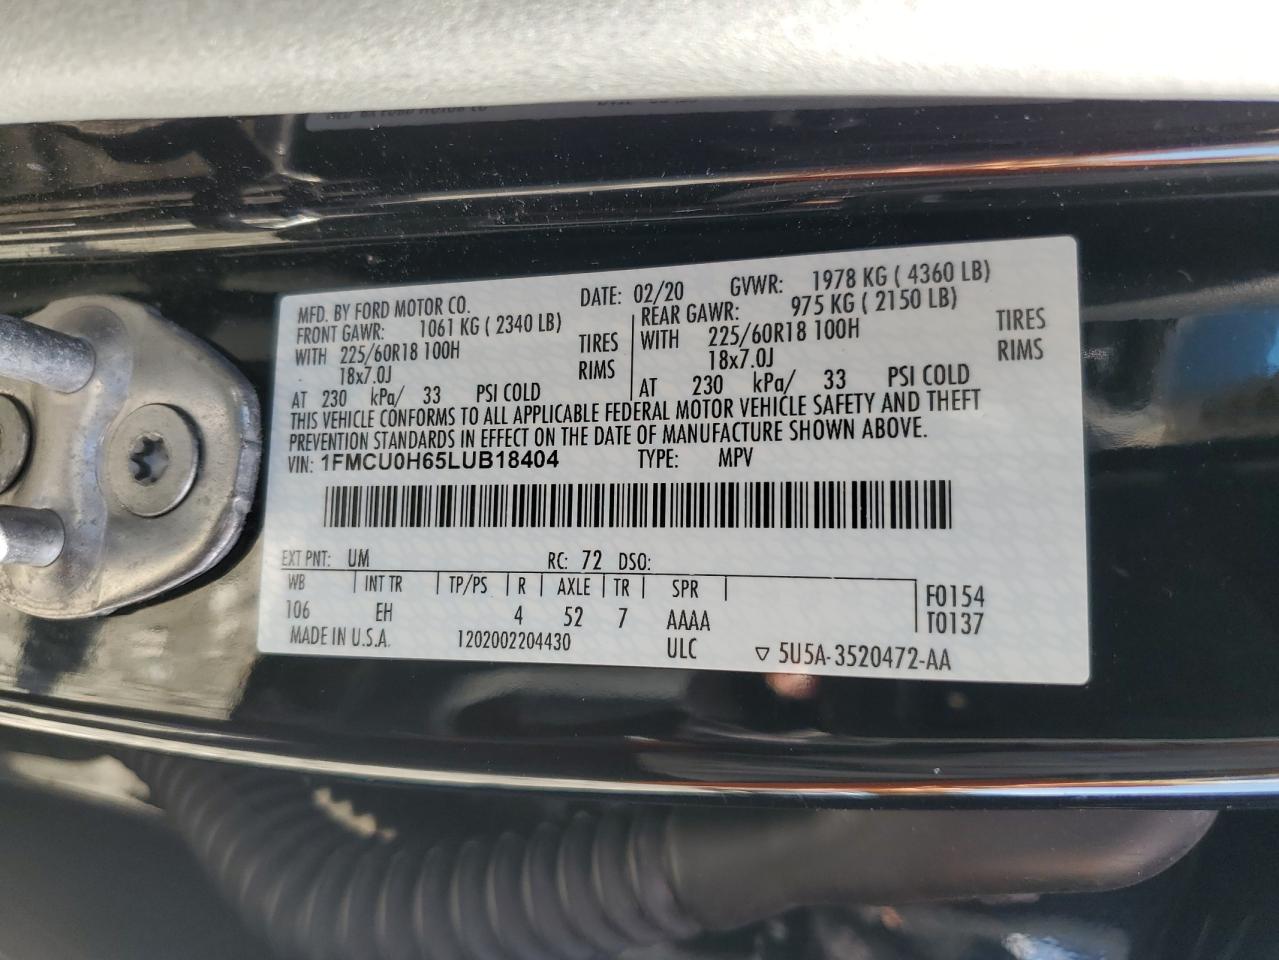 MFD. BY FORD MOTOR CO. DATE: 02/20 GVWR: 1978 KG ( 4360 LB)
FRONT GAWR: 1061 KG ( 2340 LB) REAR GAWR: 975 KG ( 2150 LB)
WITH 225/60R18 100H TIRES WITH 225/60R18 100H TIRES
18x7.0J RIMS 18x7.0J RIMS
AT 230 kPa/ 33 PSI COLD AT 230 kPa/ 33 PSI COLD
THIS VEHICLE CONFORMS TO ALL APPLICABLE FEDERAL MOTOR VEHICLE SAFETY AND THEFT
PREVENTION STANDARDS IN EFFECT ON THE DATE OF MANUFACTURE SHOWN ABOVE.
VIN: 1FMCU0H65LUB18404 TYPE: MPV
EXT PNT: UM RC: 72 DSO:
WB INT TR TP/PS R AXLE TR SPR F0154
106 EH 4 52 7 AAAA T0137
MADE IN U.S.A. 1202002204430 ULC ▽ 5U5A-3520472-AA